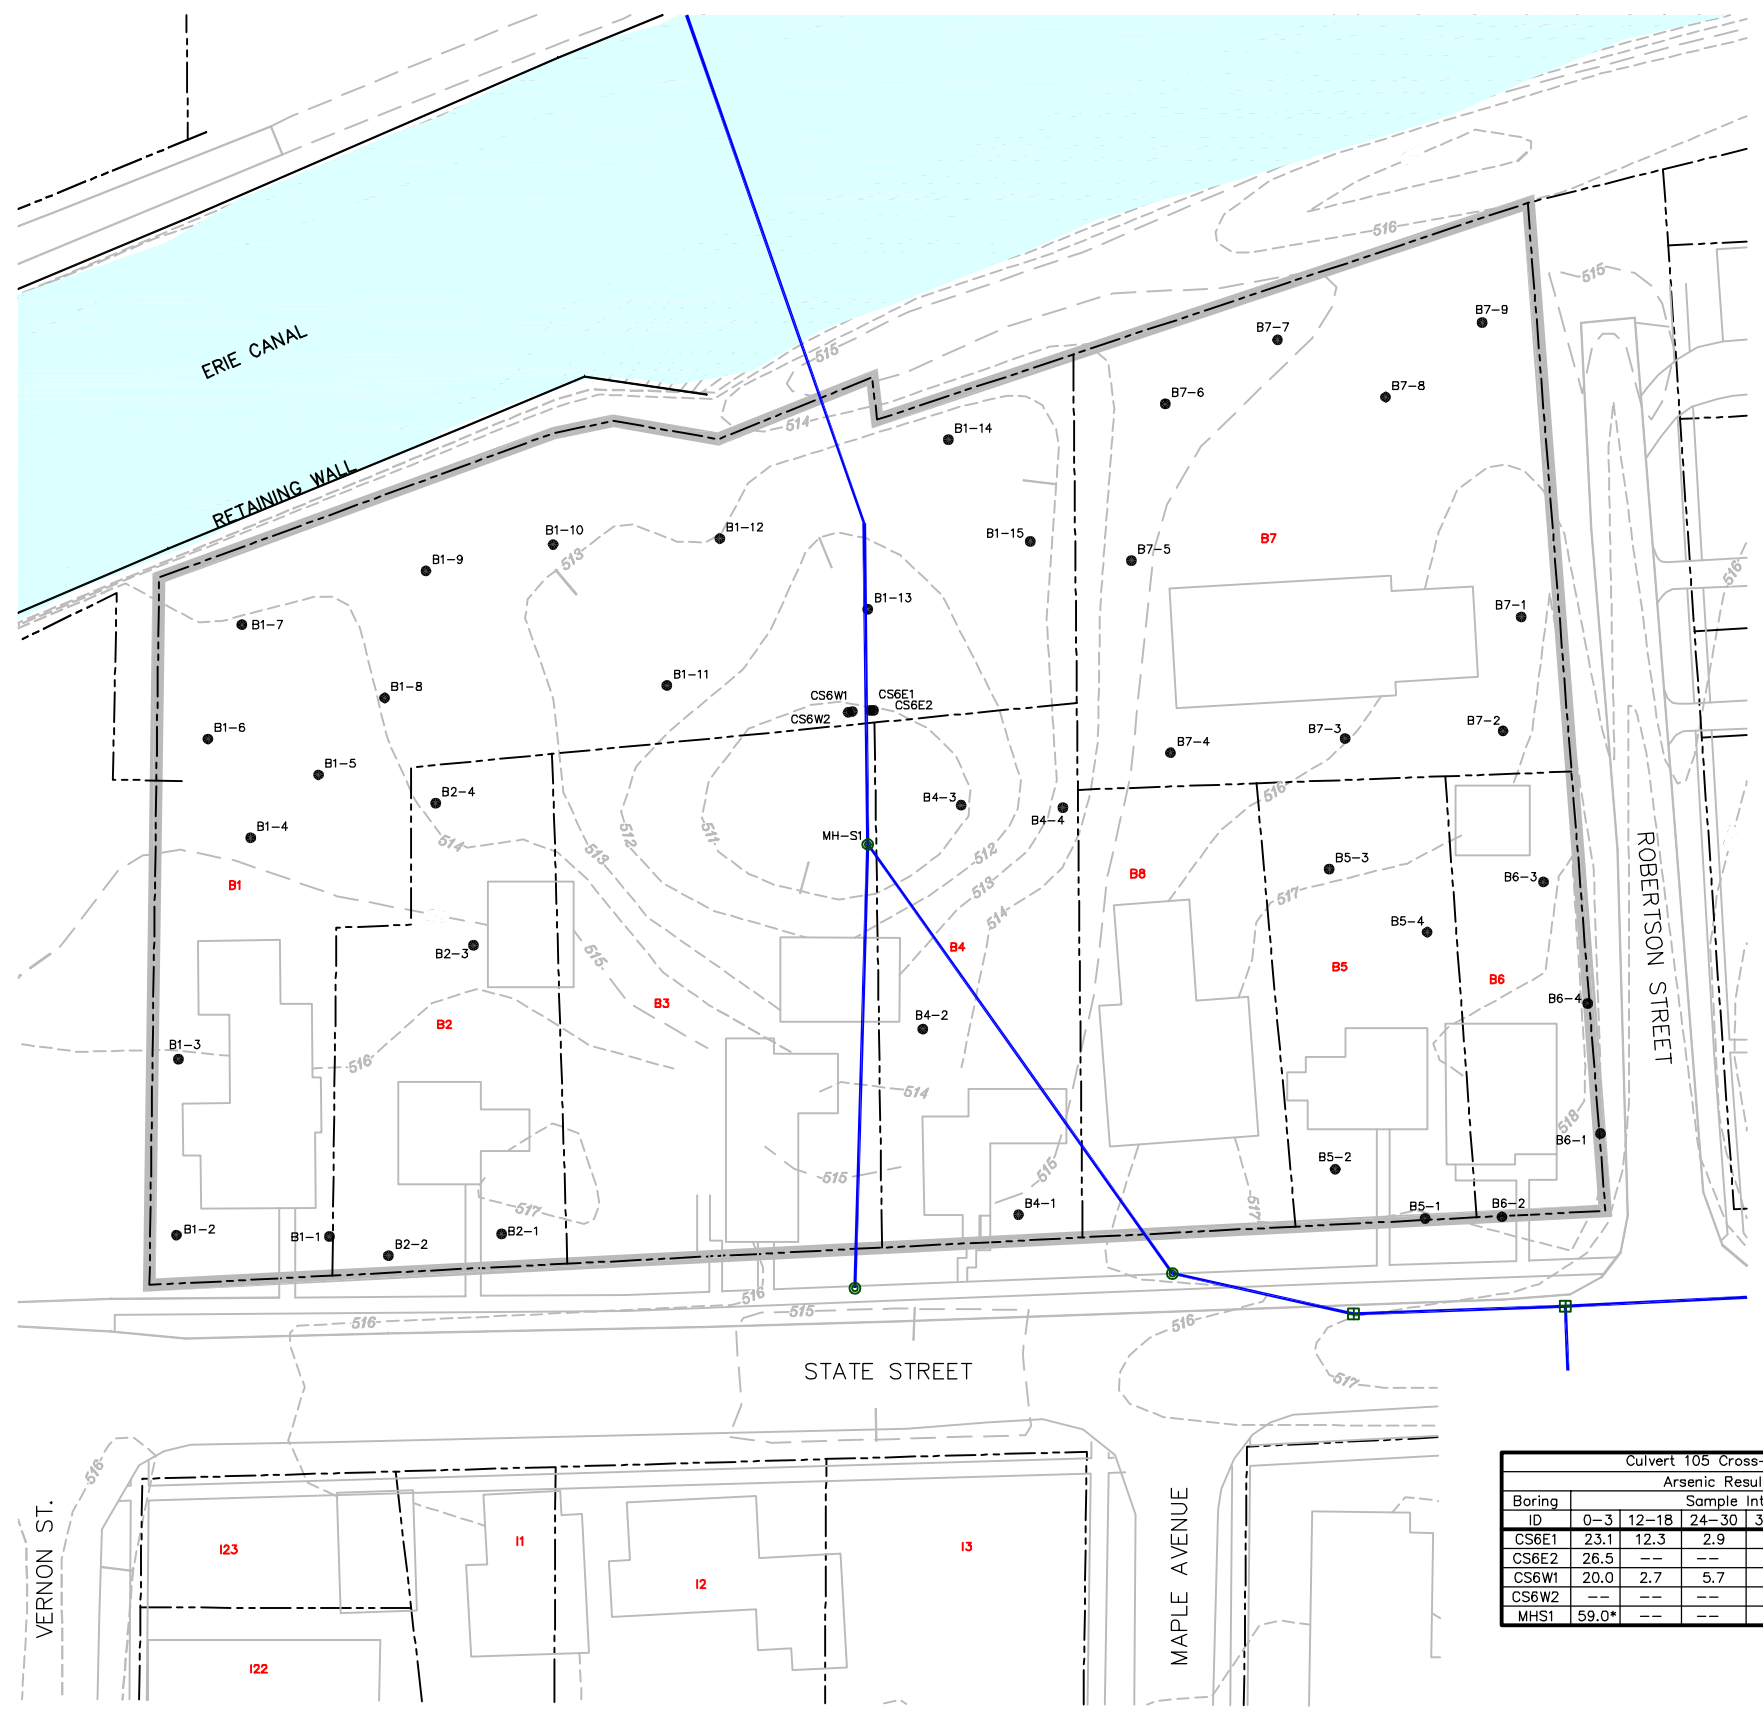 516
515
B7-9
B7-7
ERIE CANAL
515
B7-8
B7-6
514
B1-14
RETAINING WALL
B1-10
B1-12
B1-15
B7-5
B7
513
B1-9
516
B1-13
B7-1
B1-7
B1-11
B1-8
CS6W1
CS6E1
CS6E2
CS6W2
B1-6
B7-2
B7-3
B7-4
B1-5
516
B2-4
B4-3
B4-4
B1-4
512
511
MH-S1
514
513
512
B5-3
B1
B8
B6-3
513
517
514
B5-4
ROBERTSON STREET
B2-3
515
B4
B5
B6
B3
B6-4
B2
B4-2
B1-3
516
514
518
B6-1
515
515
B5-2
517
517
B4-1
B5-1
B6-2
B1-2
B1-1
B2-1
B2-2
516
515
516
516
STATE STREET
517
516
Culvert 105 Cross-
Arsenic Resul
Boring Sample Int
ID 0-3 12-18 24-30 3
CS6E1 23.1 12.3 2.9
CS6E2 26.5 -- --
CS6W1 20.0 2.7 5.7
CS6W2 -- -- --
MHS1 59.0* -- --
VERNON ST.
MAPLE AVENUE
I23
I1
I2
I3
I22